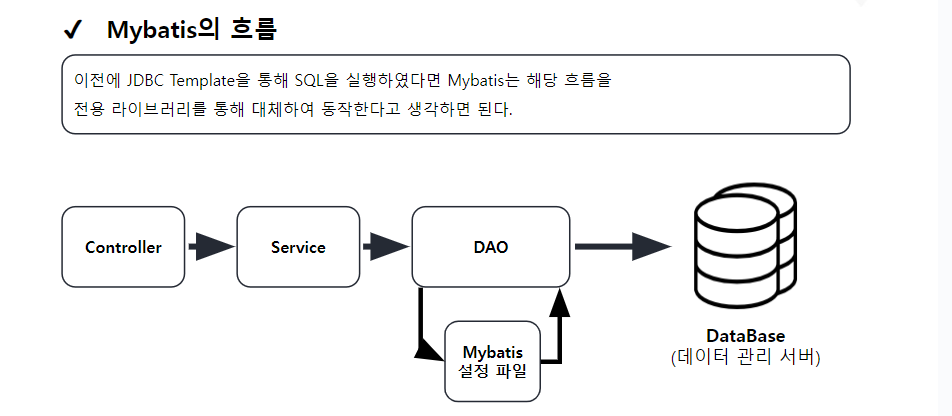 ✓ Mybatis의 흐름
이전에 JDBC Template을 통해 SQL을 실행하였다면 Mybatis는 해당 흐름을
전용 라이브러리를 통해 대체하여 동작한다고 생각하면 된다.
Controller
Service
DAO
Mybatis
설정 파일
DataBase
(데이터 관리 서버)